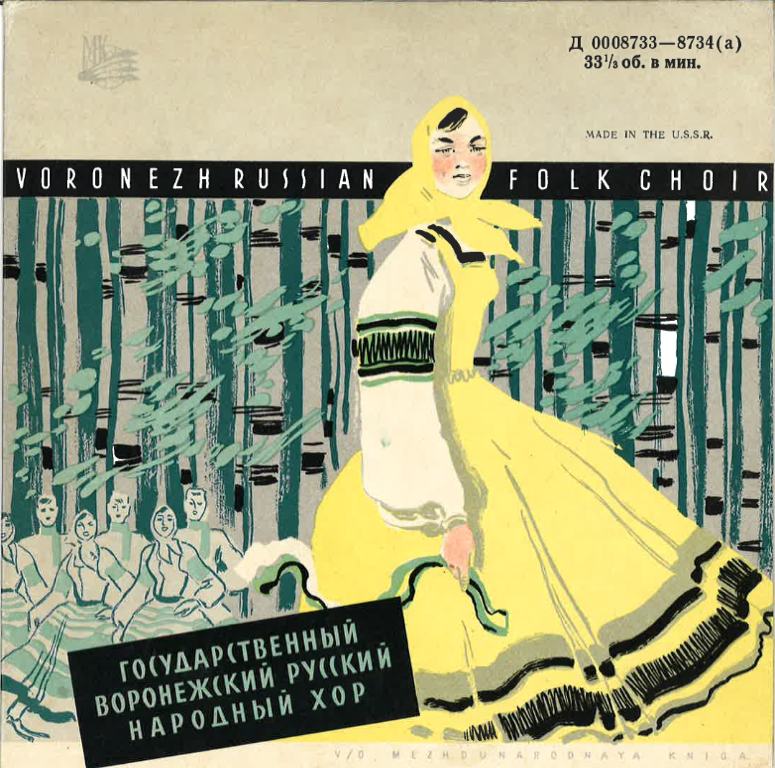 МК
Д 0008733—8734(а)
33⅓ об. в мин.
MADE IN THE U.S.S.R.
VORONEZH RUSSIAN FOLK CHOIR
ГОСУДАРСТВЕННЫЙ
ВОРОНЕЖСКИЙ РУССКИЙ
НАРОДНЫЙ ХОР
V/O MEZHDUNARODNAYA KNIGA